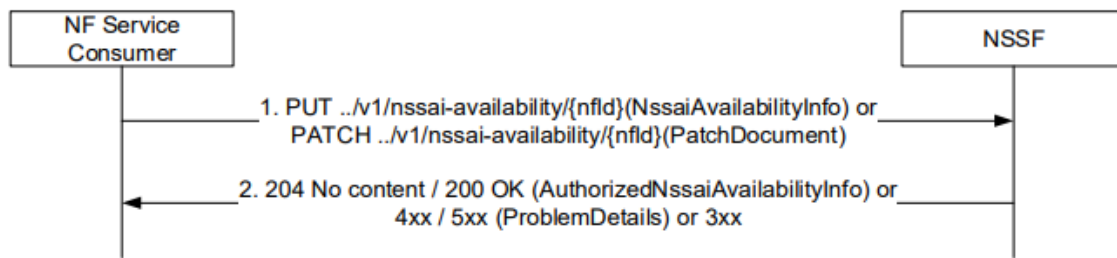 NF Service
Consumer
NSSF
1. PUT ../v1/nssai-availability/{nfId}(NssaiAvailabilityInfo) or
PATCH ../v1/nssai-availability/{nfId}(PatchDocument)
2. 204 No content / 200 OK (AuthorizedNssaiAvailabilityInfo) or
4xx / 5xx (ProblemDetails) or 3xx